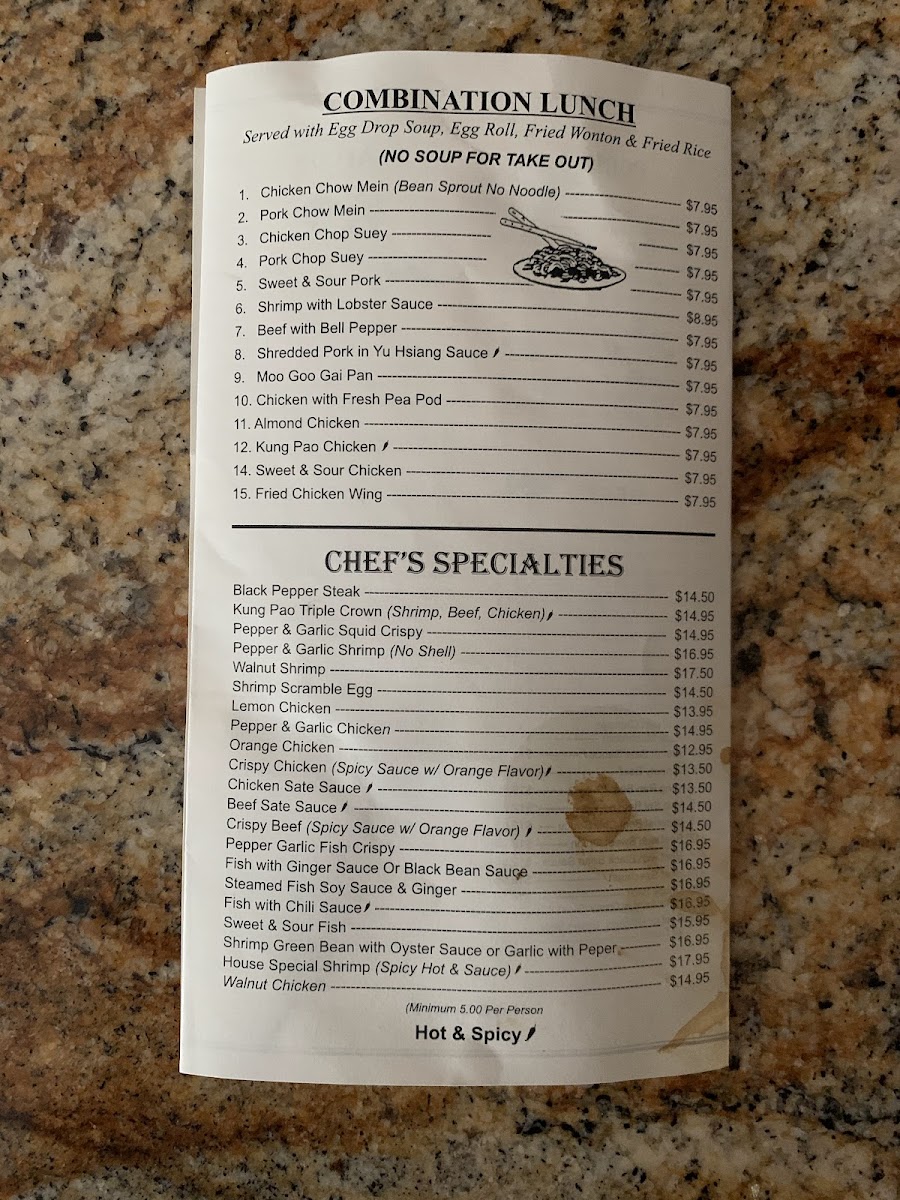 COMBINATION LUNCH
Served with Egg Drop Soup, Egg Roll, Fried Wonton & Fried Rice
(NO SOUP FOR TAKE OUT)
1. Chicken Chow Mein (Bean Sprout No Noodle) $7.95
2. Pork Chow Mein $7.95
3. Chicken Chop Suey $7.95
4. Pork Chop Suey $7.95
5. Sweet & Sour Pork $7.95
6. Shrimp with Lobster Sauce $8.95
7. Beef with Bell Pepper $7.95
8. Shredded Pork in Yu Hsiang Sauce $7.95
9. Moo Goo Gai Pan $7.95
10. Chicken with Fresh Pea Pod $7.95
11. Almond Chicken $7.95
12. Kung Pao Chicken $7.95
14. Sweet & Sour Chicken $7.95
15. Fried Chicken Wing $7.95
CHEF'S SPECIALTIES
Black Pepper Steak $14.50
Kung Pao Triple Crown (Shrimp, Beef, Chicken) $14.95
Pepper & Garlic Squid Crispy $14.95
Pepper & Garlic Shrimp (No Shell) $16.95
Walnut Shrimp $17.50
Shrimp Scramble Egg $14.50
Lemon Chicken $13.95
Pepper & Garlic Chicken $14.95
Orange Chicken $12.95
Crispy Chicken (Spicy Sauce w/ Orange Flavor) $13.50
Chicken Sate Sauce $13.50
Beef Sate Sauce $14.50
Crispy Beef (Spicy Sauce w/ Orange Flavor) $14.50
Pepper Garlic Fish Crispy $16.95
Fish with Ginger Sauce Or Black Bean Sauce $16.95
Steamed Fish Soy Sauce & Ginger $16.95
Fish with Chili Sauce $16.95
Sweet & Sour Fish $15.95
Shrimp Green Bean with Oyster Sauce or Garlic with Peper $16.95
House Special Shrimp (Spicy Hot & Sauce) $17.95
Walnut Chicken $14.95
(Minimum 5.00 Per Person
Hot & Spicy